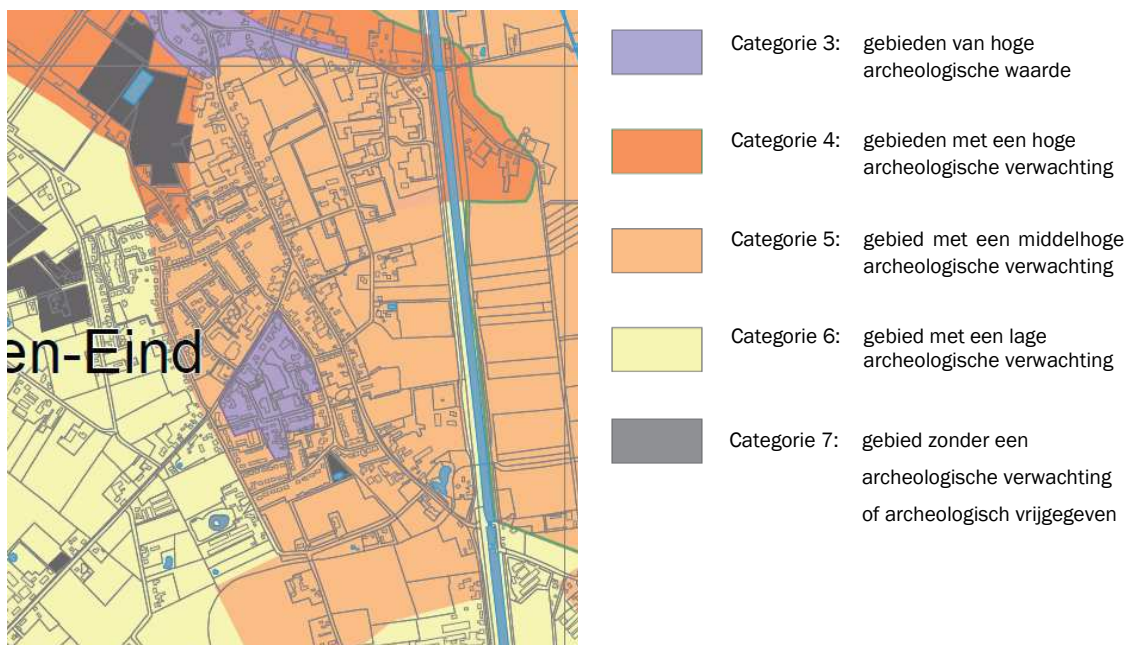 en-Eind
Categorie 3: gebieden van hoge
archeologische waarde
Categorie 4: gebieden met een hoge
archeologische verwachting
Categorie 5: gebied met een middelhoge
archeologische verwachting
Categorie 6: gebied met een lage
archeologische verwachting
Categorie 7: gebied zonder een
archeologische verwachting
of archeologisch vrijgegeven